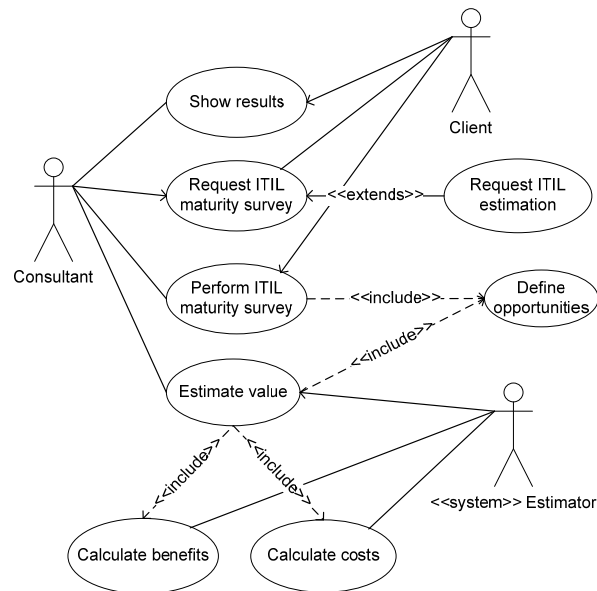 Show results
Client
Request ITIL
maturity survey
<<extends>>
Request ITIL
estimation
Consultant
Perform ITIL
maturity survey
<<include>>
Define
opportunities
<<include>>
Estimate value
<<include>>
<<include>>
<<system>> Estimator
Calculate benefits
Calculate costs